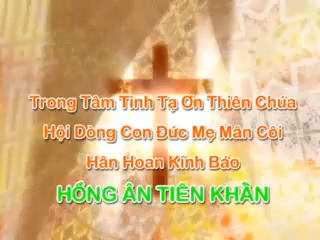 Trong Tâm Tình Tạ Ơn Thiên Chúa
Hội Dòng Con Đức Mẹ Mân Côi
Hân Hoan Kính Báo
HỒNG ÂN TIÊN KHẤN